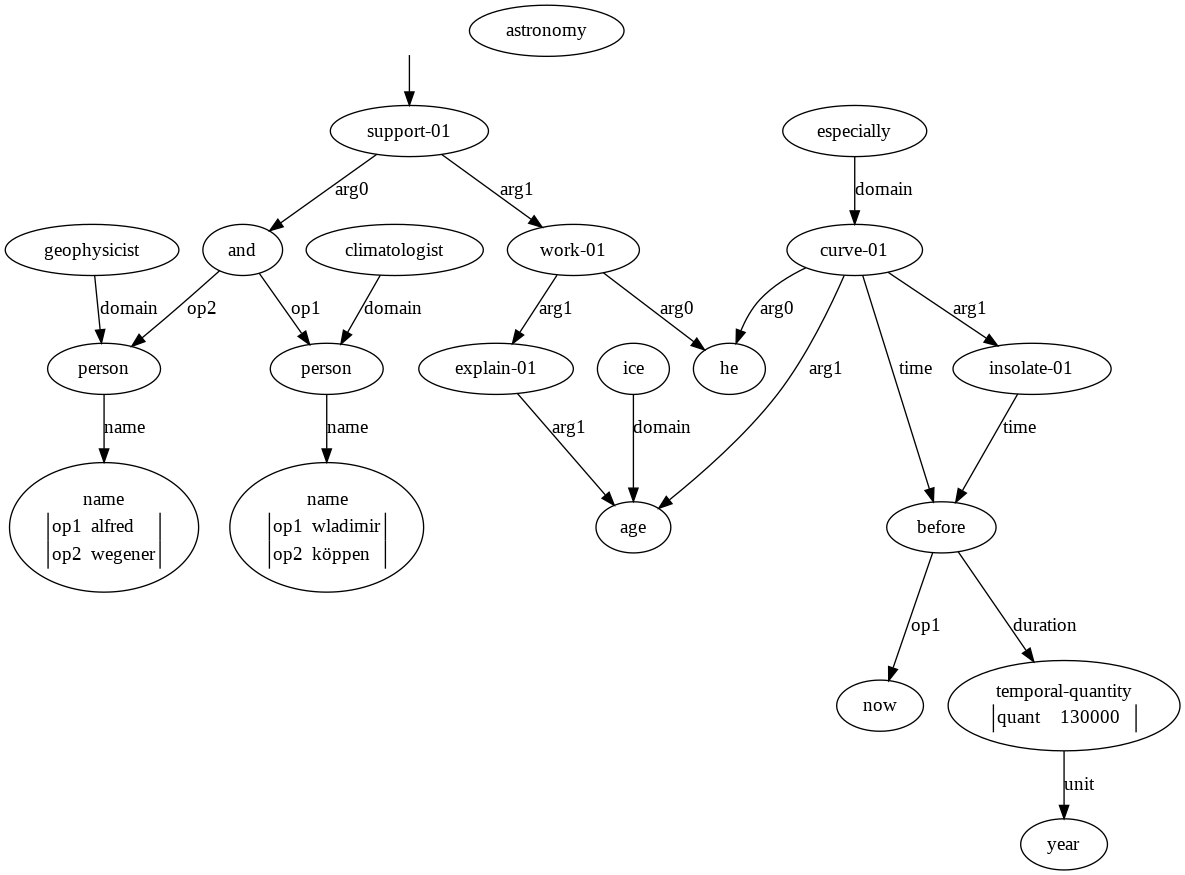 astronomy
support-01
especially
arg0
arg1
domain
geophysicist
and
climatologist
work-01
curve-01
domain
op2
op1
domain
arg1
arg0
arg0
arg1
person
person
explain-01
ice
he
arg1
time
insolate-01
name
name
arg1
domain
time
name
op1 alfred
op2 wegener
name
op1 wladimir
op2 köppen
age
before
op1
duration
now
temporal-quantity
quant 130000
unit
year